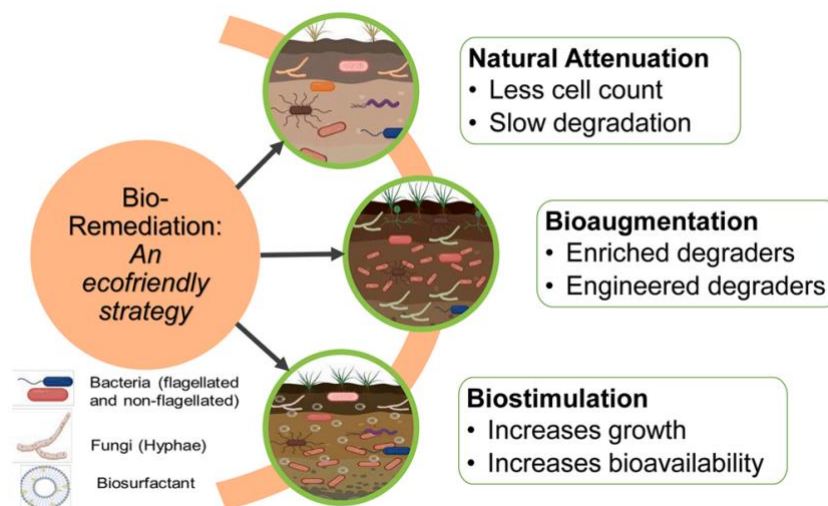 Natural Attenuation
• Less cell count
• Slow degradation
Bio-
Remediation:
An
ecofriendly
strategy
Bioaugmentation
• Enriched degraders
• Engineered degraders
Bacteria (flagellated
and non-flagellated)
Fungi (Hyphae)
Biosurfactant
Biostimulation
• Increases growth
• Increases bioavailability